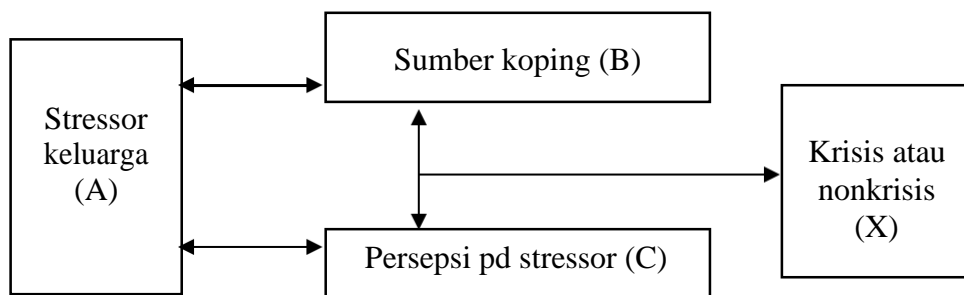 Stressor
keluarga
(A)
Sumber koping (B)
Persepsi pd stressor (C)
Krisis atau
nonkrisis
(X)